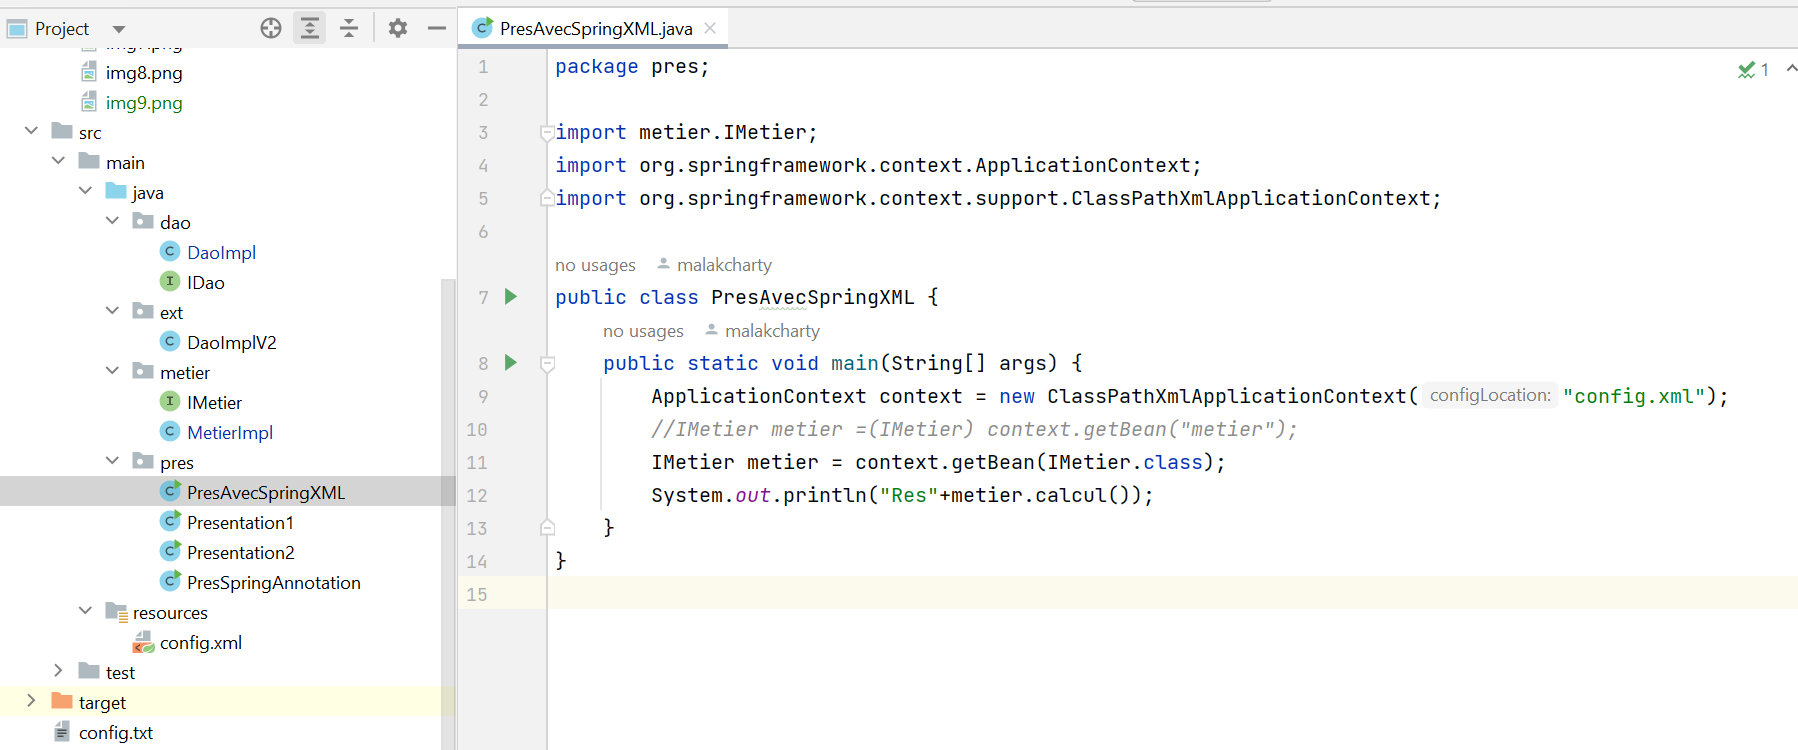 Project
img8.png
img9.png
src
main
java
dao
DaoImpl
IDao
ext
DaoImplV2
metier
IMetier
MetierImpl
pres
PresAvecSpringXML
Presentation1
Presentation2
PresSpringAnnotation
resources
config.xml
test
target
config.txt
PresAvecSpringXML.java
1
1 package pres;
2
3 import metier.IMetier;
4 import org.springframework.context.ApplicationContext;
5 import org.springframework.context.support.ClassPathXmlApplicationContext;
6
no usages malakcharty
7 public class PresAvecSpringXML {
no usages malakcharty
8 public static void main(String[] args) {
9 ApplicationContext context = new ClassPathXmlApplicationContext( configLocation: "config.xml");
10 //IMetier metier =(IMetier) context.getBean("metier");
11 IMetier metier = context.getBean(IMetier.class);
12 System.out.println("Res"+metier.calcul());
13 }
14 }
15